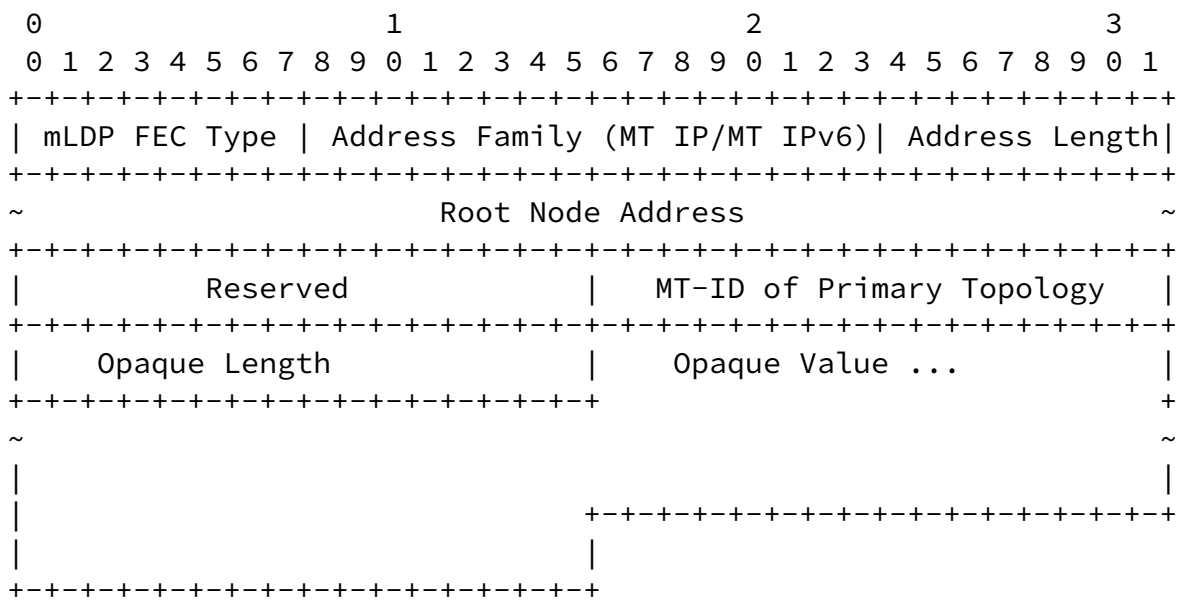 0                   1                   2                   3
 0 1 2 3 4 5 6 7 8 9 0 1 2 3 4 5 6 7 8 9 0 1 2 3 4 5 6 7 8 9 0 1
+-+-+-+-+-+-+-+-+-+-+-+-+-+-+-+-+-+-+-+-+-+-+-+-+-+-+-+-+-+-+-+-+
| mLDP FEC Type | Address Family (MT IP/MT IPv6)| Address Length|
+-+-+-+-+-+-+-+-+-+-+-+-+-+-+-+-+-+-+-+-+-+-+-+-+-+-+-+-+-+-+-+-+
~                       Root Node Address                       ~
+-+-+-+-+-+-+-+-+-+-+-+-+-+-+-+-+-+-+-+-+-+-+-+-+-+-+-+-+-+-+-+-+
|          Reserved             |   MT-ID of Primary Topology   |
+-+-+-+-+-+-+-+-+-+-+-+-+-+-+-+-+-+-+-+-+-+-+-+-+-+-+-+-+-+-+-+-+
|    Opaque Length              |    Opaque Value ...           |
+-+-+-+-+-+-+-+-+-+-+-+-+-+-+-+-+                               +
~                                                               ~
|                                                               |
|                               +-+-+-+-+-+-+-+-+-+-+-+-+-+-+-+-+
|                               |
+-+-+-+-+-+-+-+-+-+-+-+-+-+-+-+-+